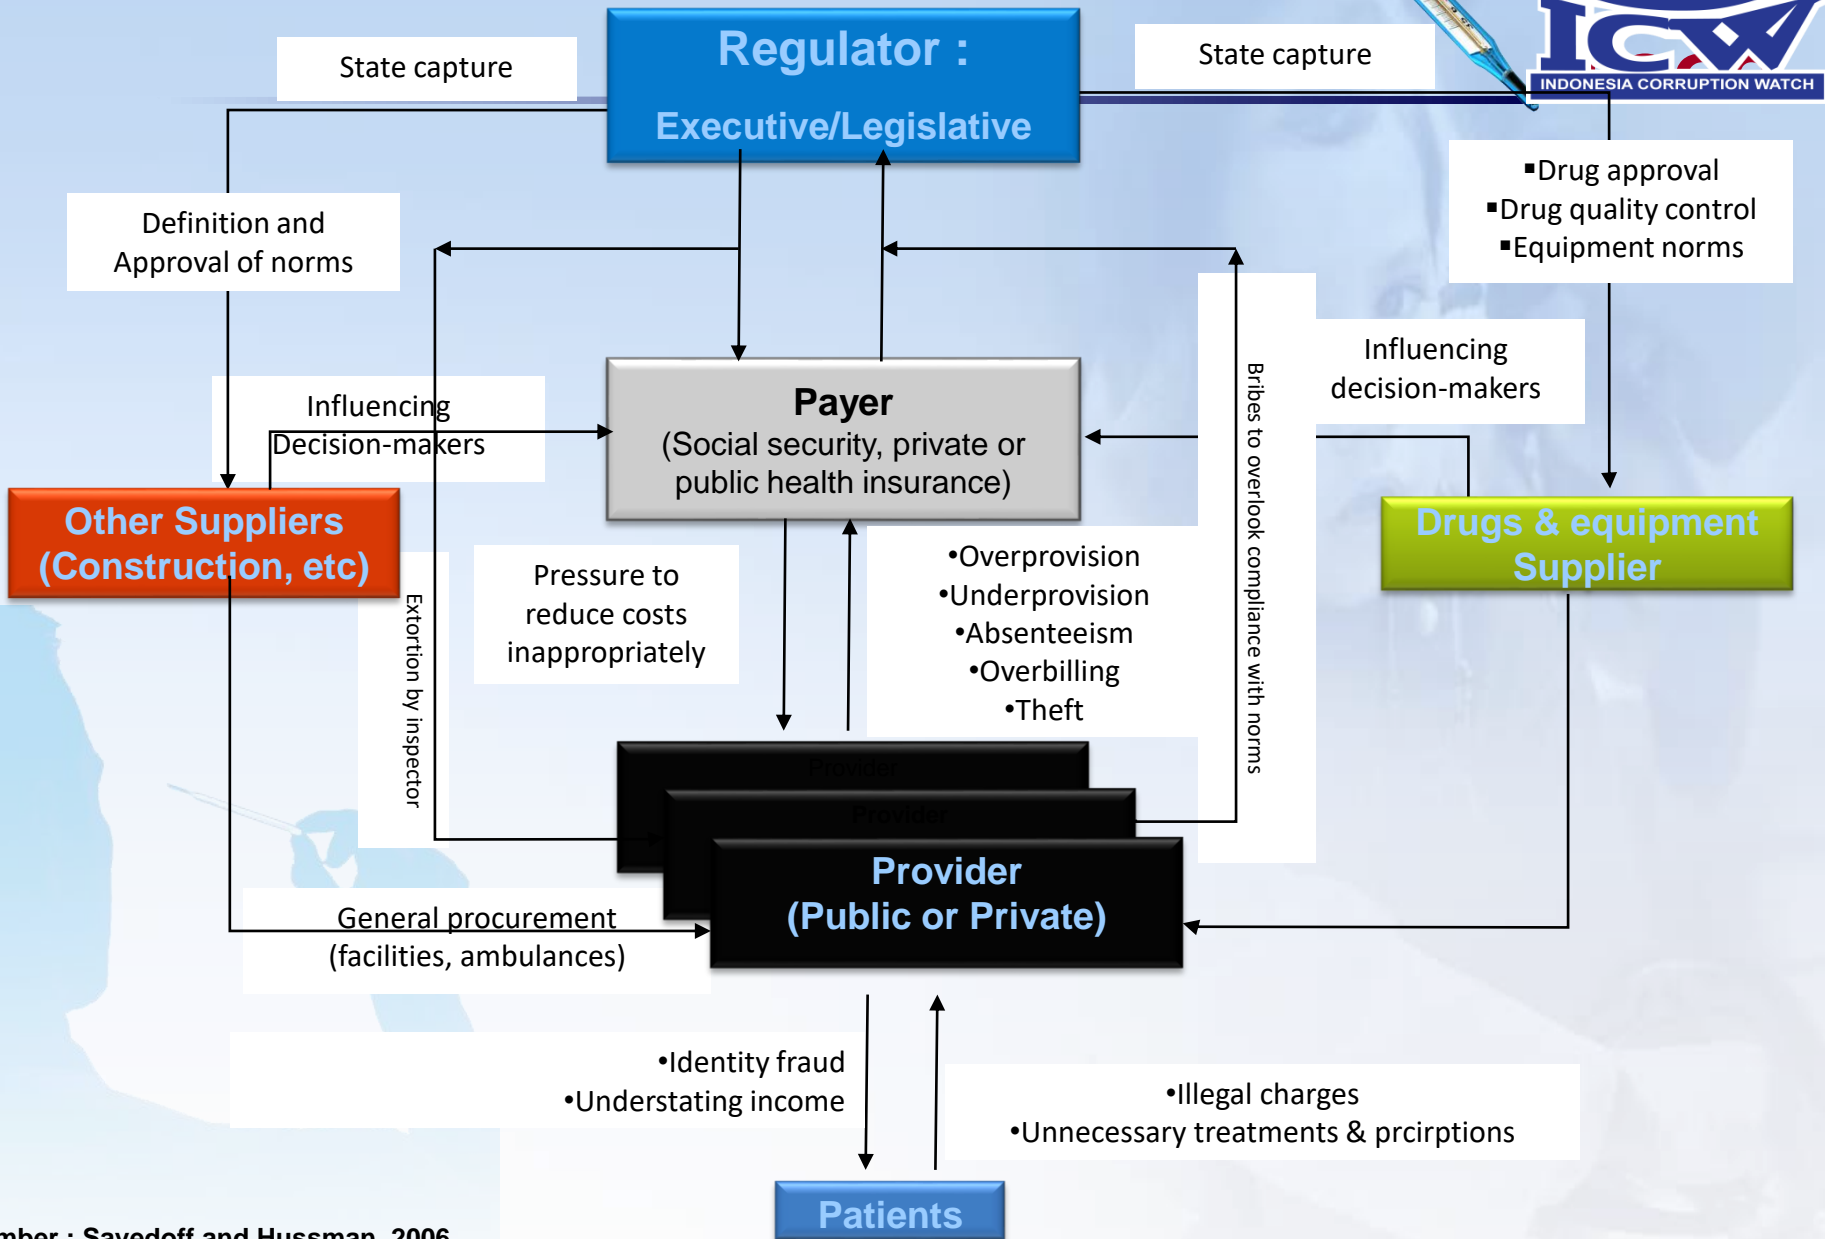 State capture
Regulator :
Executive/Legislative
State capture
ICW
INDONESIA CORRUPTION WATCH
Definition and
Approval of norms
▪Drug approval
▪Drug quality control
▪Equipment norms
Influencing
Decision-makers
Payer
(Social security, private or
public health insurance)
Influencing
decision-makers
Bribes to overlook compliance with norms
Other Suppliers
(Construction, etc)
Drugs & equipment
Supplier
Extortion by inspector
Pressure to
reduce costs
inappropriately
•Overprovision
•Underprovision
•Absenteeism
•Overbilling
•Theft
Provider
Provider
Provider
(Public or Private)
General procurement
(facilities, ambulances)
•Identity fraud
•Understating income
•Illegal charges
•Unnecessary treatments & prcirptions
Patients
mber : Savedoff and Hussman, 2006